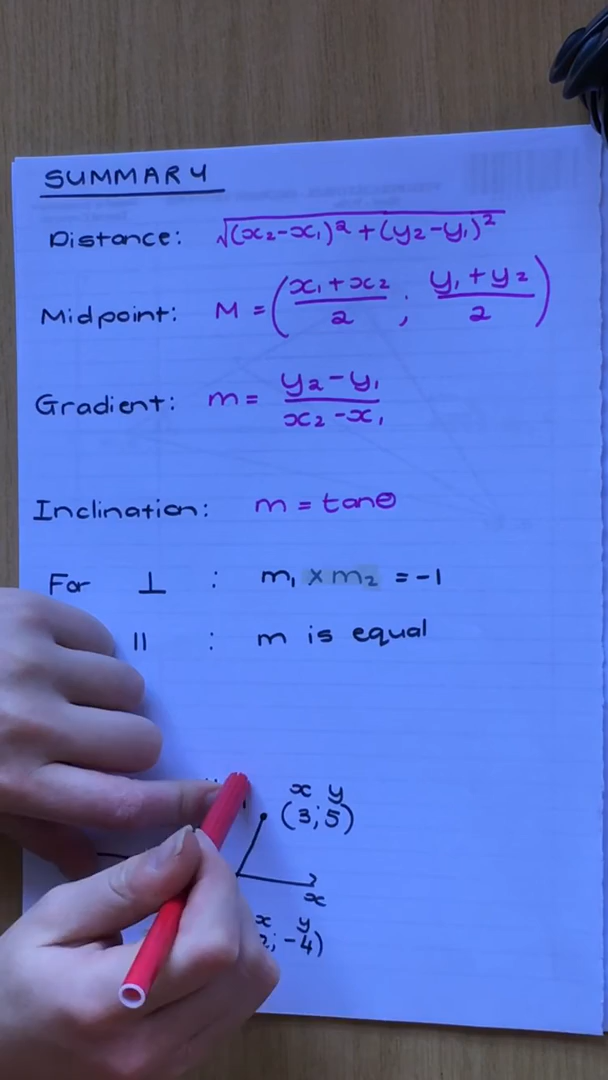 SUMMARY
Distance: √(x₂-x₁)² + (y₂-y₁)²
Midpoint: M = (x₁+x₂/2 ; y₁+y₂/2)
Gradient: m = y₂-y₁/x₂-x₁
Inclination: m = tanθ
For ⊥ : m₁ × m₂ = -1
|| : m is equal
x y
(3;5)
x
x y
;-4)